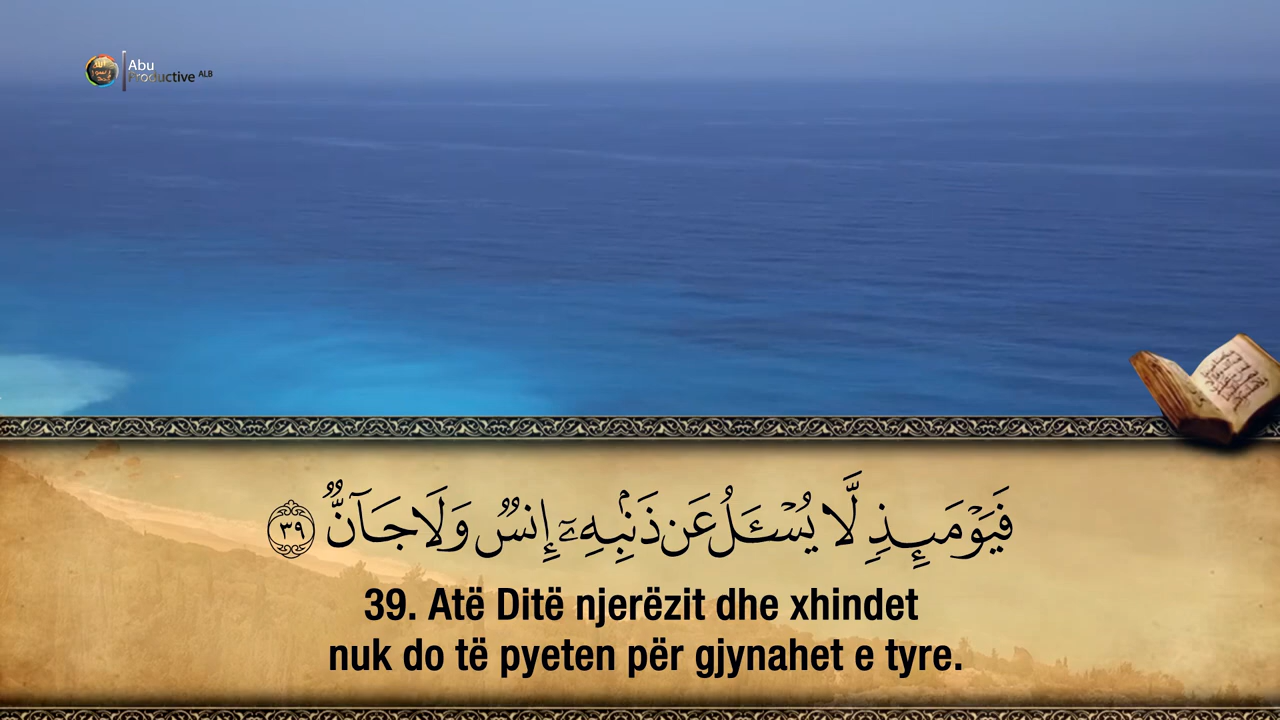 Abu
Productive ALB
فَيَوْمَئِذٍ لَّا يُسْـَٔلُ عَن ذَنۢبِهِۦٓ إِنسٌ وَلَا جَآنٌّ ٣٩
39. Atë Ditë njerëzit dhe xhindet
nuk do të pyeten për gjynahet e tyre.